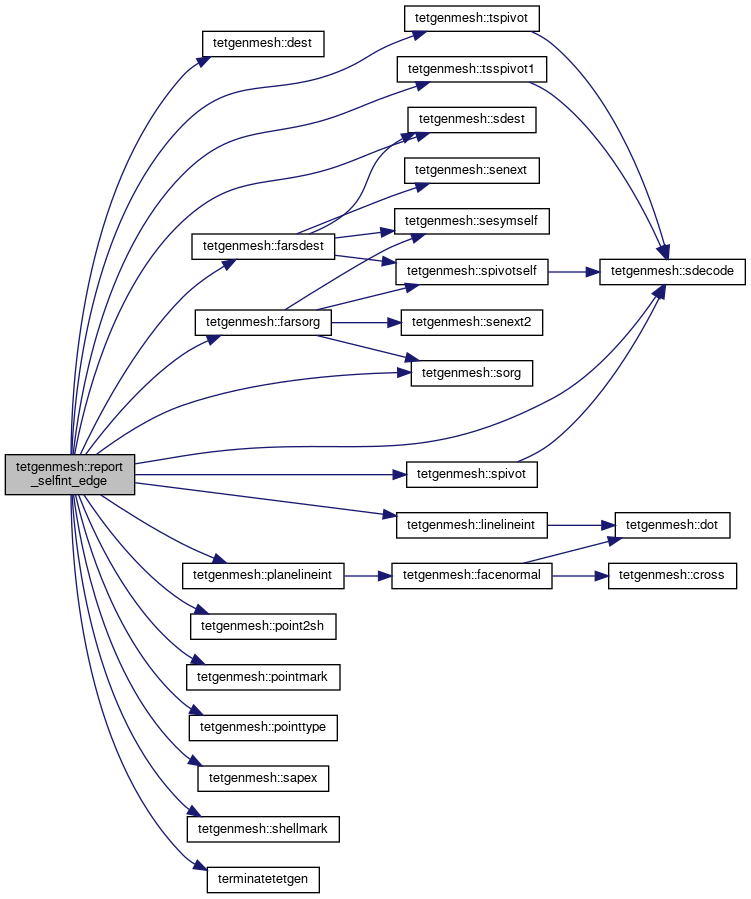 tetgenmesh::tspivot
tetgenmesh::dest
tetgenmesh::tsspivot1
tetgenmesh::sdest
tetgenmesh::senext
tetgenmesh::sesymself
tetgenmesh::farsdest
tetgenmesh::spivotself
tetgenmesh::sdecode
tetgenmesh::farsorg
tetgenmesh::senext2
tetgenmesh::sorg
tetgenmesh::report
_selfint_edge
tetgenmesh::spivot
tetgenmesh::linelineint
tetgenmesh::dot
tetgenmesh::planelineint
tetgenmesh::facenormal
tetgenmesh::cross
tetgenmesh::point2sh
tetgenmesh::pointmark
tetgenmesh::pointtype
tetgenmesh::sapex
tetgenmesh::shellmark
terminatetetgen